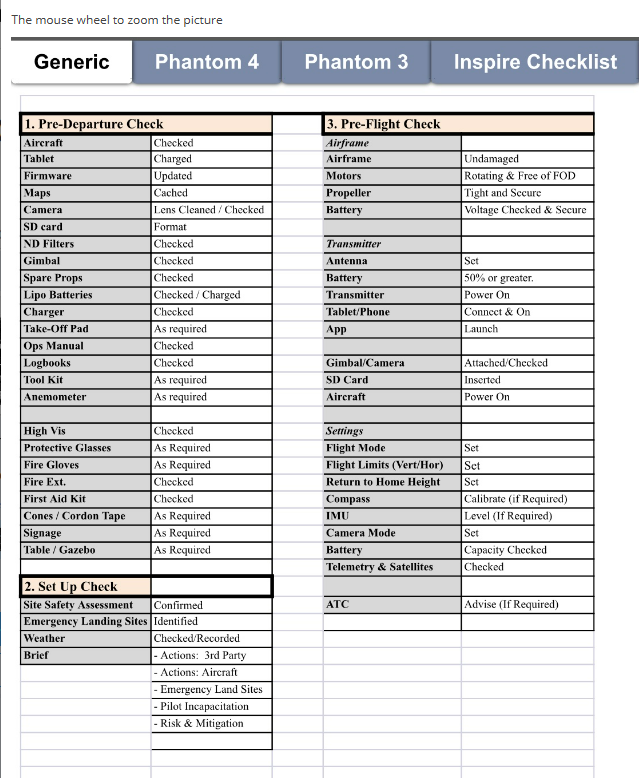 The mouse wheel to zoom the picture
Generic Phantom 4 Phantom 3 Inspire Checklist
1. Pre-Departure Check
Aircraft Checked
Tablet Charged
Firmware Updated
Maps Cached
Camera Lens Cleaned / Checked
SD card Format
ND Filters Checked
Gimbal Checked
Spare Props Checked
Lipo Batteries Checked / Charged
Charger Checked
Take-Off Pad As required
Ops Manual Checked
Logbooks Checked
Tool Kit As required
Anemometer As required
High Vis Checked
Protective Glasses As Required
Fire Gloves As Required
Fire Ext. Checked
First Aid Kit Checked
Cones / Cordon Tape As Required
Signage As Required
Table / Gazebo As Required
2. Set Up Check
Site Safety Assessment Confirmed
Emergency Landing Sites Identified
Weather Checked/Recorded
Brief - Actions: 3rd Party
- Actions: Aircraft
- Emergency Land Sites
- Pilot Incapacitation
- Risk & Mitigation
3. Pre-Flight Check
Airframe
Airframe Undamaged
Motors Rotating & Free of FOD
Propeller Tight and Secure
Battery Voltage Checked & Secure
Transmitter
Antenna Set
Battery 50% or greater.
Transmitter Power On
Tablet/Phone Connect & On
App Launch
Gimbal/Camera Attached/Checked
SD Card Inserted
Aircraft Power On
Settings
Flight Mode Set
Flight Limits (Vert/Hor) Set
Return to Home Height Set
Compass Calibrate (if Required)
IMU Level (If Required)
Camera Mode Set
Battery Capacity Checked
Telemetry & Satellites Checked
ATC Advise (If Required)